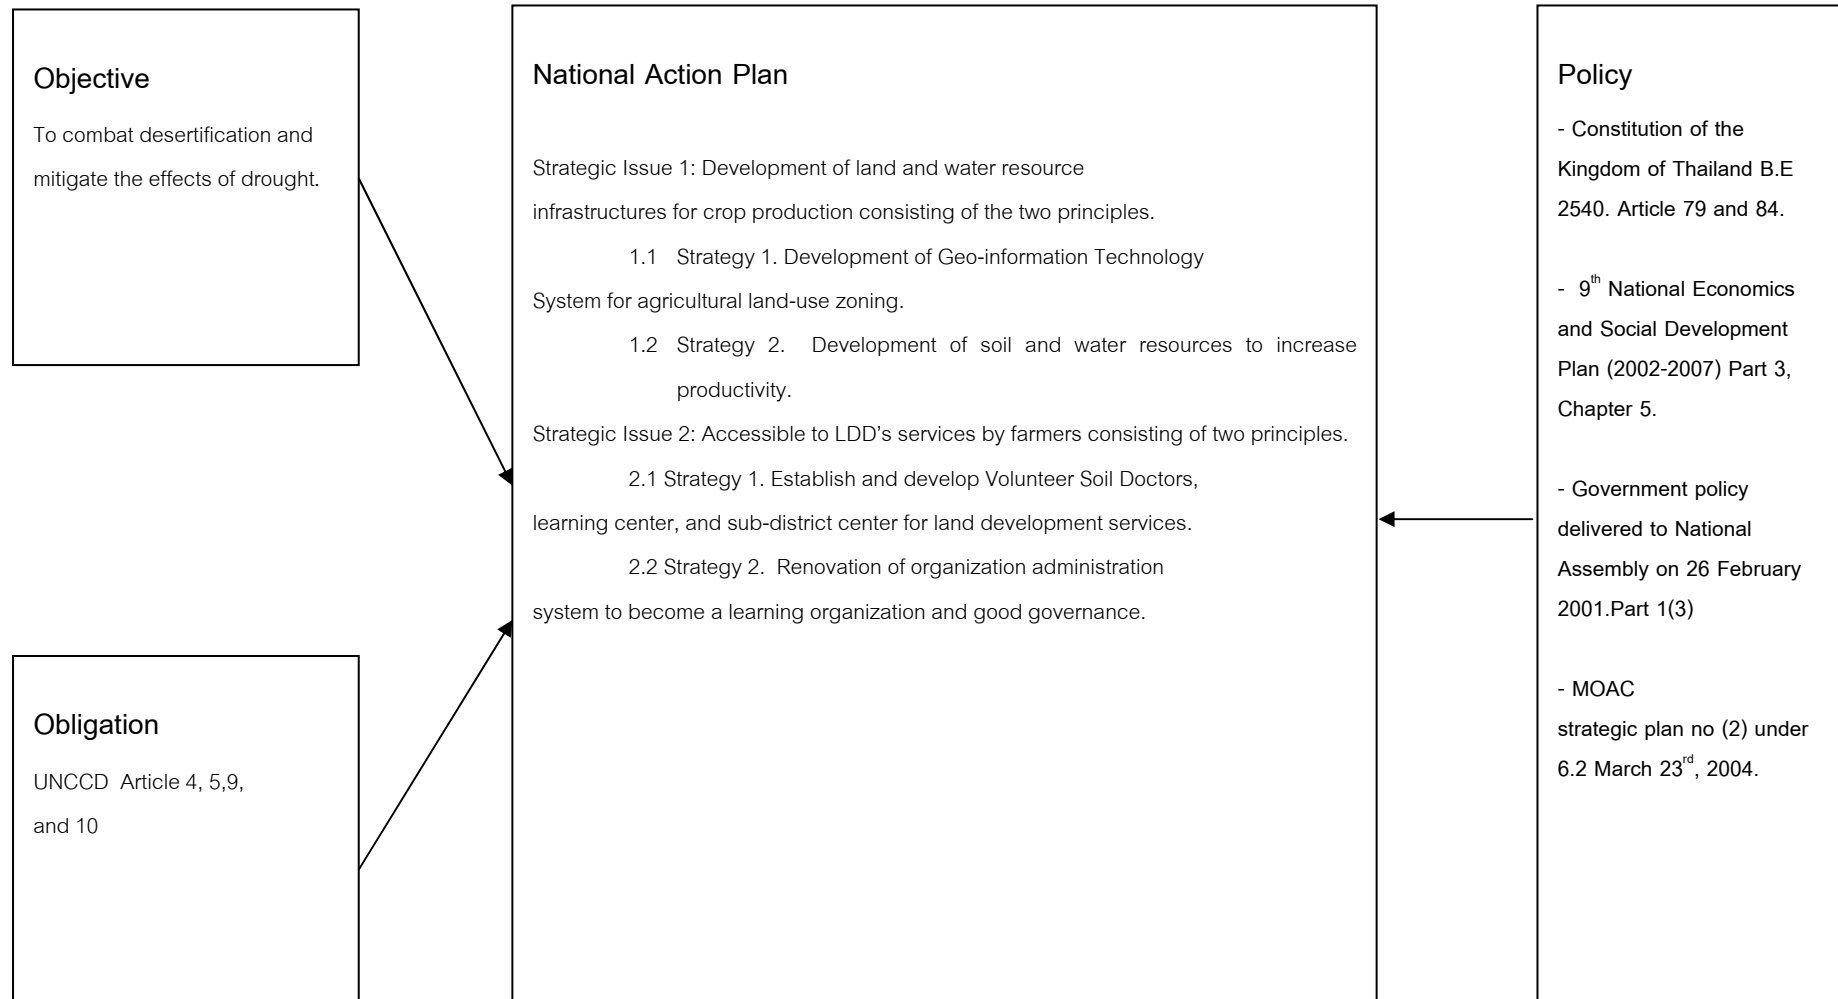 Objective
To combat desertification and
mitigate the effects of drought.
Obligation
UNCCD Article 4, 5,9,
and 10
National Action Plan
Strategic Issue 1: Development of land and water resource
infrastructures for crop production consisting of the two principles.
1.1 Strategy 1. Development of Geo-information Technology
System for agricultural land-use zoning.
1.2 Strategy 2. Development of soil and water resources to increase
productivity.
Strategic Issue 2: Accessible to LDD's services by farmers consisting of two principles.
2.1 Strategy 1. Establish and develop Volunteer Soil Doctors,
learning center, and sub-district center for land development services.
2.2 Strategy 2. Renovation of organization administration
system to become a learning organization and good governance.
Policy
- Constitution of the
Kingdom of Thailand B.E
2540. Article 79 and 84.
- 9th National Economics
and Social Development
Plan (2002-2007) Part 3,
Chapter 5.
- Government policy
delivered to National
Assembly on 26 February
2001.Part 1(3)
- MOAC
strategic plan no (2) under
6.2 March 23rd, 2004.